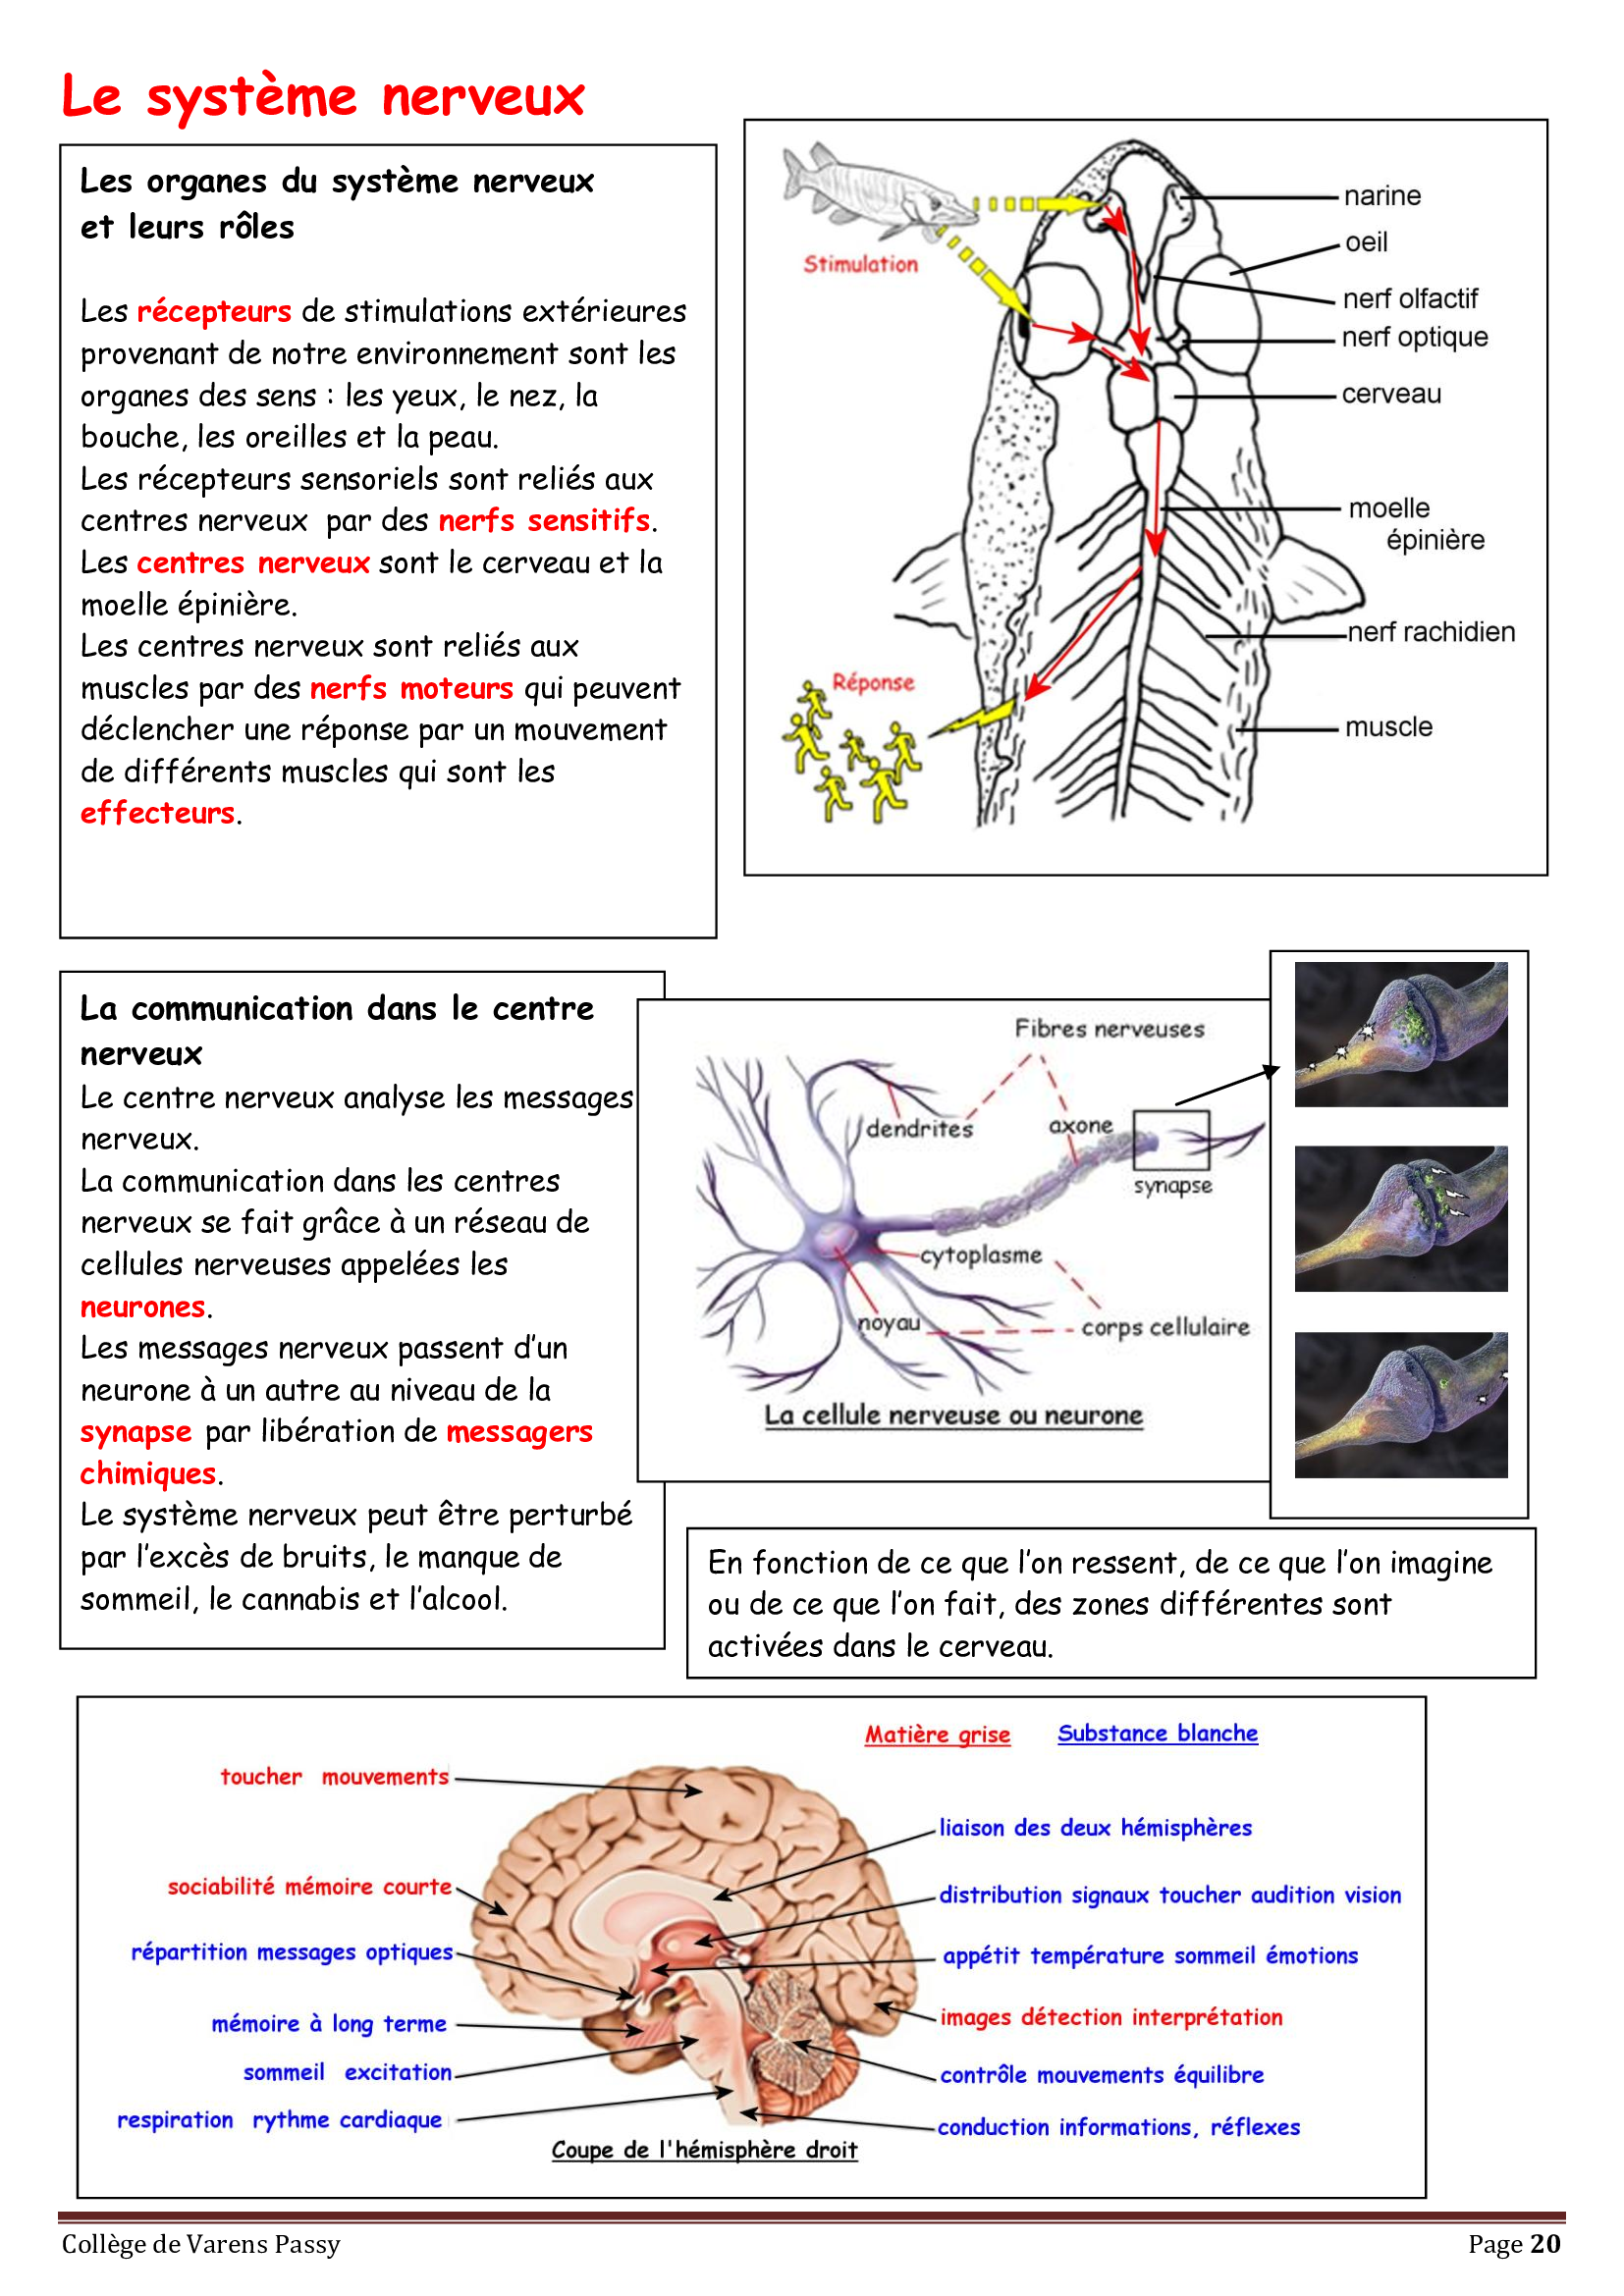 Le système nerveux
Les organes du système nerveux
et leurs rôles
Les récepteurs de stimulations extérieures
provenant de notre environnement sont les
organes des sens : les yeux, le nez, la
bouche, les oreilles et la peau.
Les récepteurs sensoriels sont reliés aux
centres nerveux par des nerfs sensitifs.
Les centres nerveux sont le cerveau et la
moelle épinière.
Les centres nerveux sont reliés aux
muscles par des nerfs moteurs qui peuvent
déclencher une réponse par un mouvement
de différents muscles qui sont les
effecteurs.
Stimulation
narine
oeil
nerf olfactif
nerf optique
cerveau
moelle
épinière
nerf rachidien
Réponse
muscle
La communication dans le centre
nerveux
Le centre nerveux analyse les messages
nerveux.
La communication dans les centres
nerveux se fait grâce à un réseau de
cellules nerveuses appelées les
neurones.
Les messages nerveux passent d'un
neurone à un autre au niveau de la
synapse par libération de messagers
chimiques.
Le système nerveux peut être perturbé
par l'excès de bruits, le manque de
sommeil, le cannabis et l'alcool.
Fibres nerveuses
dendrites
axone
synapse
cytoplasme
noyau
corps cellulaire
La cellule nerveuse ou neurone
En fonction de ce que l'on ressent, de ce que l'on imagine
ou de ce que l'on fait, des zones différentes sont
activées dans le cerveau.
Matière grise Substance blanche
toucher mouvements
sociabilité mémoire courte
répartition messages optiques
mémoire à long terme
sommeil excitation
respiration rythme cardiaque
liaison des deux hémisphères
distribution signaux toucher audition vision
appétit température sommeil émotions
images détection interprétation
contrôle mouvements équilibre
conduction informations, réflexes
Coupe de l'hémisphère droit
Collège de Varens Passy
Page 20